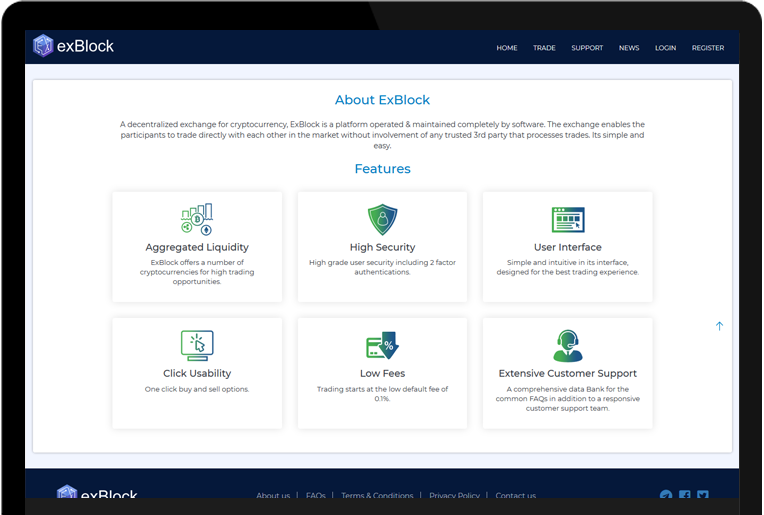 exBlock
HOME TRADE SUPPORT NEWS LOGIN REGISTER
About ExBlock
A decentralized exchange for cryptocurrency, ExBlock is a platform operated & maintained completely by software. The exchange enables the
participants to trade directly with each other in the market without involvement of any trusted 3rd party that processes trades. Its simple and
easy.
Features
Aggregated Liquidity
ExBlock offers a number of
cryptocurrencies for high trading
opportunities.
High Security
High grade user security including 2 factor
authentications.
User Interface
Simple and intuitive in its interface,
designed for the best trading experience.
Click Usability
One click buy and sell options.
Low Fees
Trading starts at the low default fee of
0.1%.
Extensive Customer Support
A comprehensive data Bank for the
common FAQs in addition to a responsive
customer support team.
exBlock
About us | FAQs | Terms & Conditions | Privacy Policy | Contact us